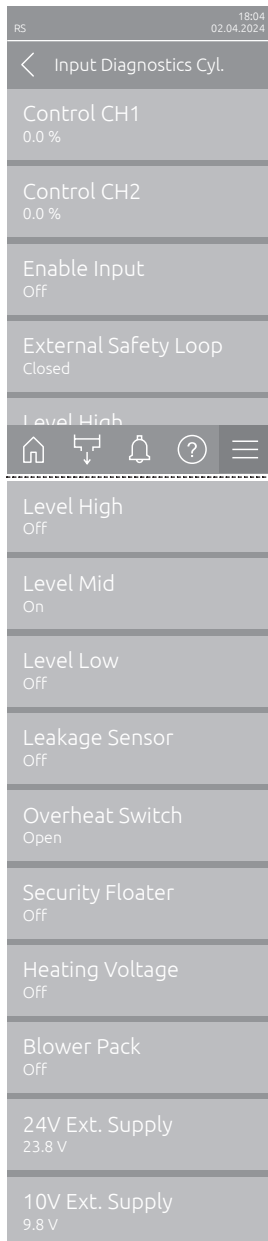 18:04
RS 02.04.2024
Input Diagnostics Cyl.
Control CH1
0.0 %
Control CH2
0.0 %
Enable Input
Off
External Safety Loop
Closed
Level High
?
Level High
Off
Level Mid
On
Level Low
Off
Leakage Sensor
Off
Overheat Switch
Open
Security Floater
Off
Heating Voltage
Off
Blower Pack
Off
24V Ext. Supply
23.8 V
10V Ext. Supply
9.8 V